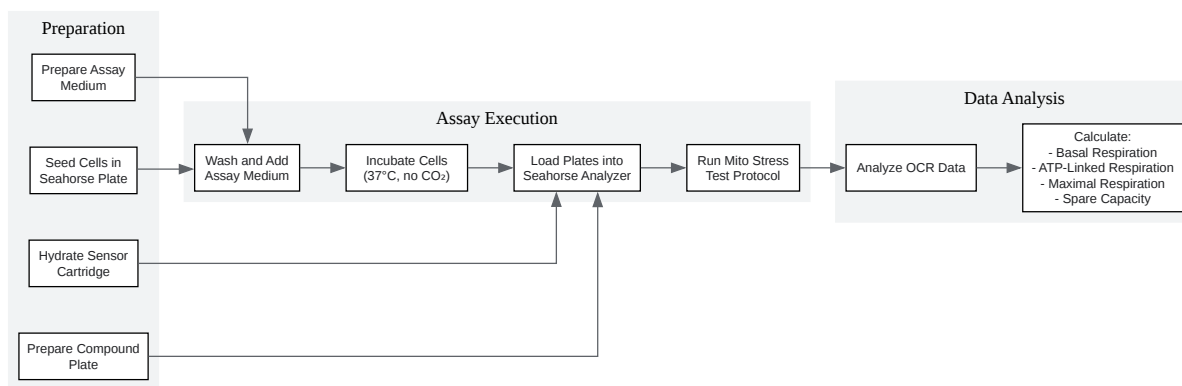 Preparation
Prepare Assay
Medium
Seed Cells in
Seahorse Plate
Hydrate Sensor
Cartridge
Prepare Compound
Plate
Assay Execution
Wash and Add
Assay Medium
Incubate Cells
(37°C, no CO₂)
Load Plates into
Seahorse Analyzer
Run Mito Stress
Test Protocol
Data Analysis
Analyze OCR Data
Calculate:
- Basal Respiration
- ATP-Linked Respiration
- Maximal Respiration
- Spare Capacity